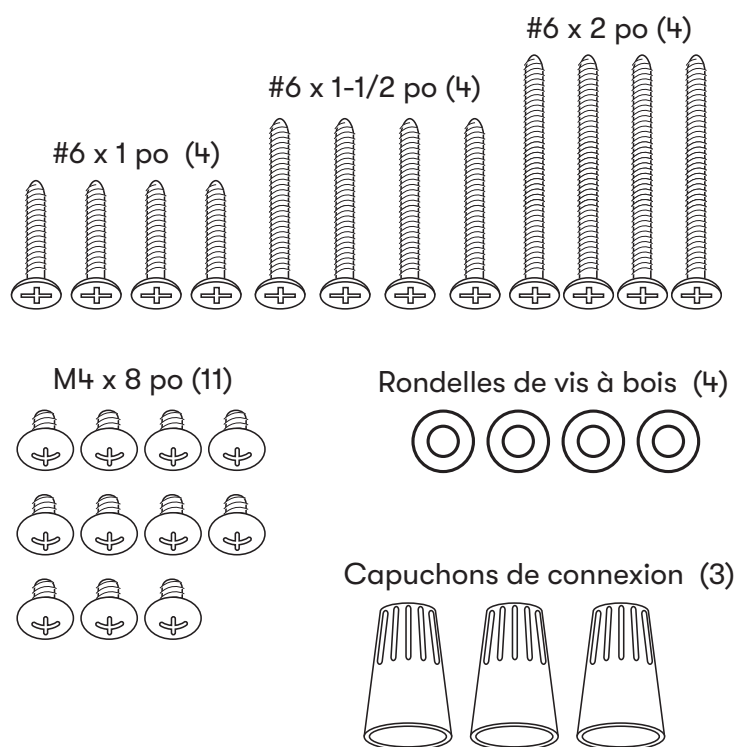 #6 x 2 po (4)
#6 x 1-1/2 po (4)
#6 x 1 po (4)
M4 x 8 po (11)
Rondelles de vis à bois (4)
Capuchons de connexion (3)